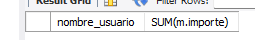 Result Grid Filter Rows:
nombre_usuario SUM(m.importe)